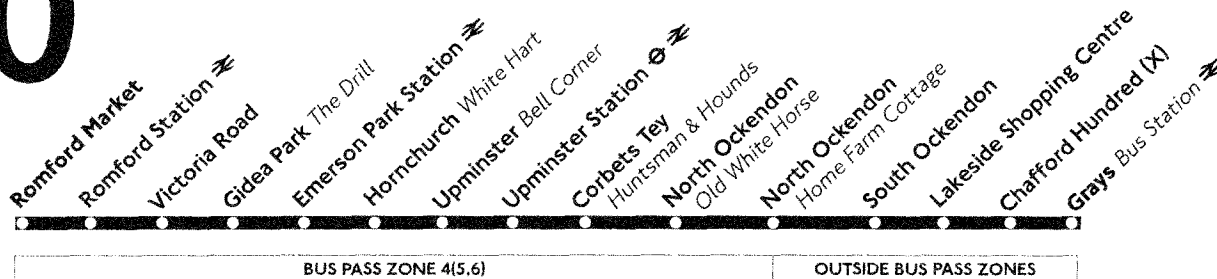 0
Romford Market
Romford Station
Victoria Road
Gidea Park The Drill
Emerson Park Station
Hornchurch White Hart
Upminster Bell Corner
Upminster Station
Corbets Tey
Huntsman & Hounds
North Ockendon
Old White Horse
North Ockendon
Home Farm Cottage
South Ockendon
Lakeside Shopping Centre
Chafford Hundred (X)
Grays Bus Station
BUS PASS ZONE 4(5,6)
OUTSIDE BUS PASS ZONES